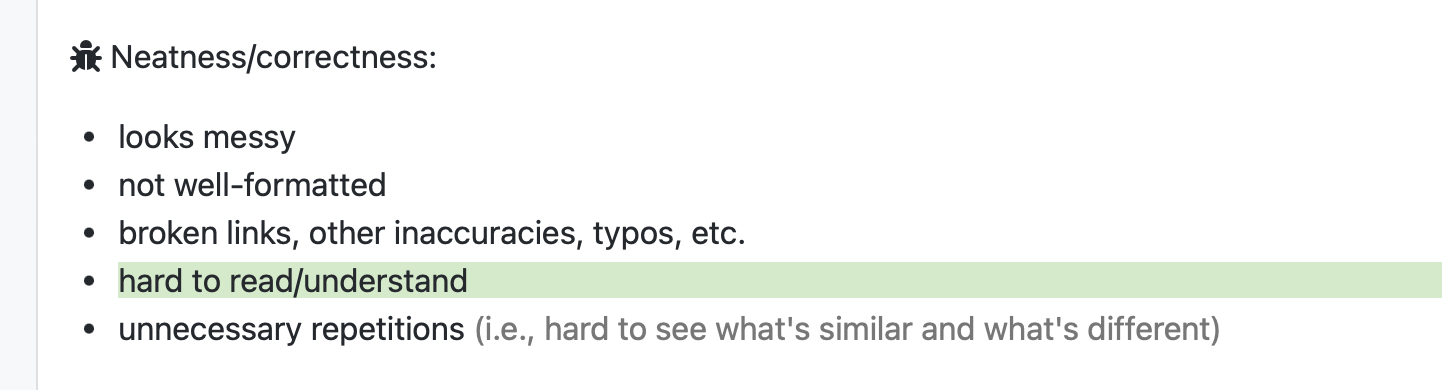 Neatness/correctness:
• looks messy
• not well-formatted
• broken links, other inaccuracies, typos, etc.
• hard to read/understand
• unnecessary repetitions (i.e., hard to see what's similar and what's different)